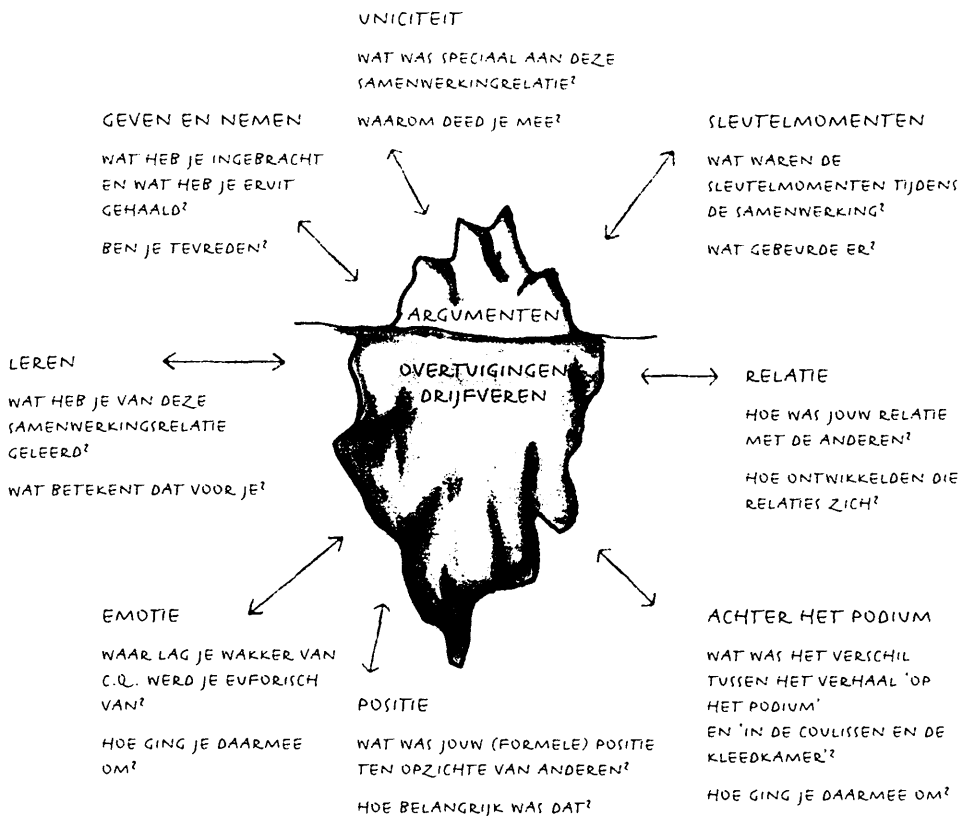 UNICITEIT
WAT WAS SPECIAAL AAN DEZE
SAMENWERKINGRELATIE?
WAAROM DEED JE MEE?
GEVEN EN NEMEN
WAT HEB JE INGEBRACHT
EN WAT HEB JE ERUIT
GEHAALD?
BEN JE TEVREDEN?
SLEUTELMOMENTEN
WAT WAREN DE
SLEUTELMOMENTEN TIJDENS
DE SAMENWERKING?
WAT GEBEURDE ER?
ARGUMENTEN
OVERTUIGINGEN
DRIJFVEREN
LEREN
WAT HEB JE VAN DEZE
SAMENWERKINGSRELATIE
GELEERD?
WAT BETEKENT DAT VOOR JE?
RELATIE
HOE WAS JOUW RELATIE
MET DE ANDEREN?
HOE ONTWIKKELDEN DIE
RELATIES ZICH?
EMOTIE
WAAR LAG JE WAKKER VAN
C.Q. WERD JE EUFORISCH
VAN?
HOE GING JE DAARMEE
OM?
POSITIE
WAT WAS JOUW (FORMELE) POSITIE
TEN OPZICHTE VAN ANDEREN?
HOE BELANGRIJK WAS DAT?
ACHTER HET PODIUM
WAT WAS HET VERSCHIL
TUSSEN HET VERHAAL 'OP
HET PODIUM'
EN 'IN DE COULISSEN EN DE
KLEEDKAMER'?
HOE GING JE DAARMEE OM?